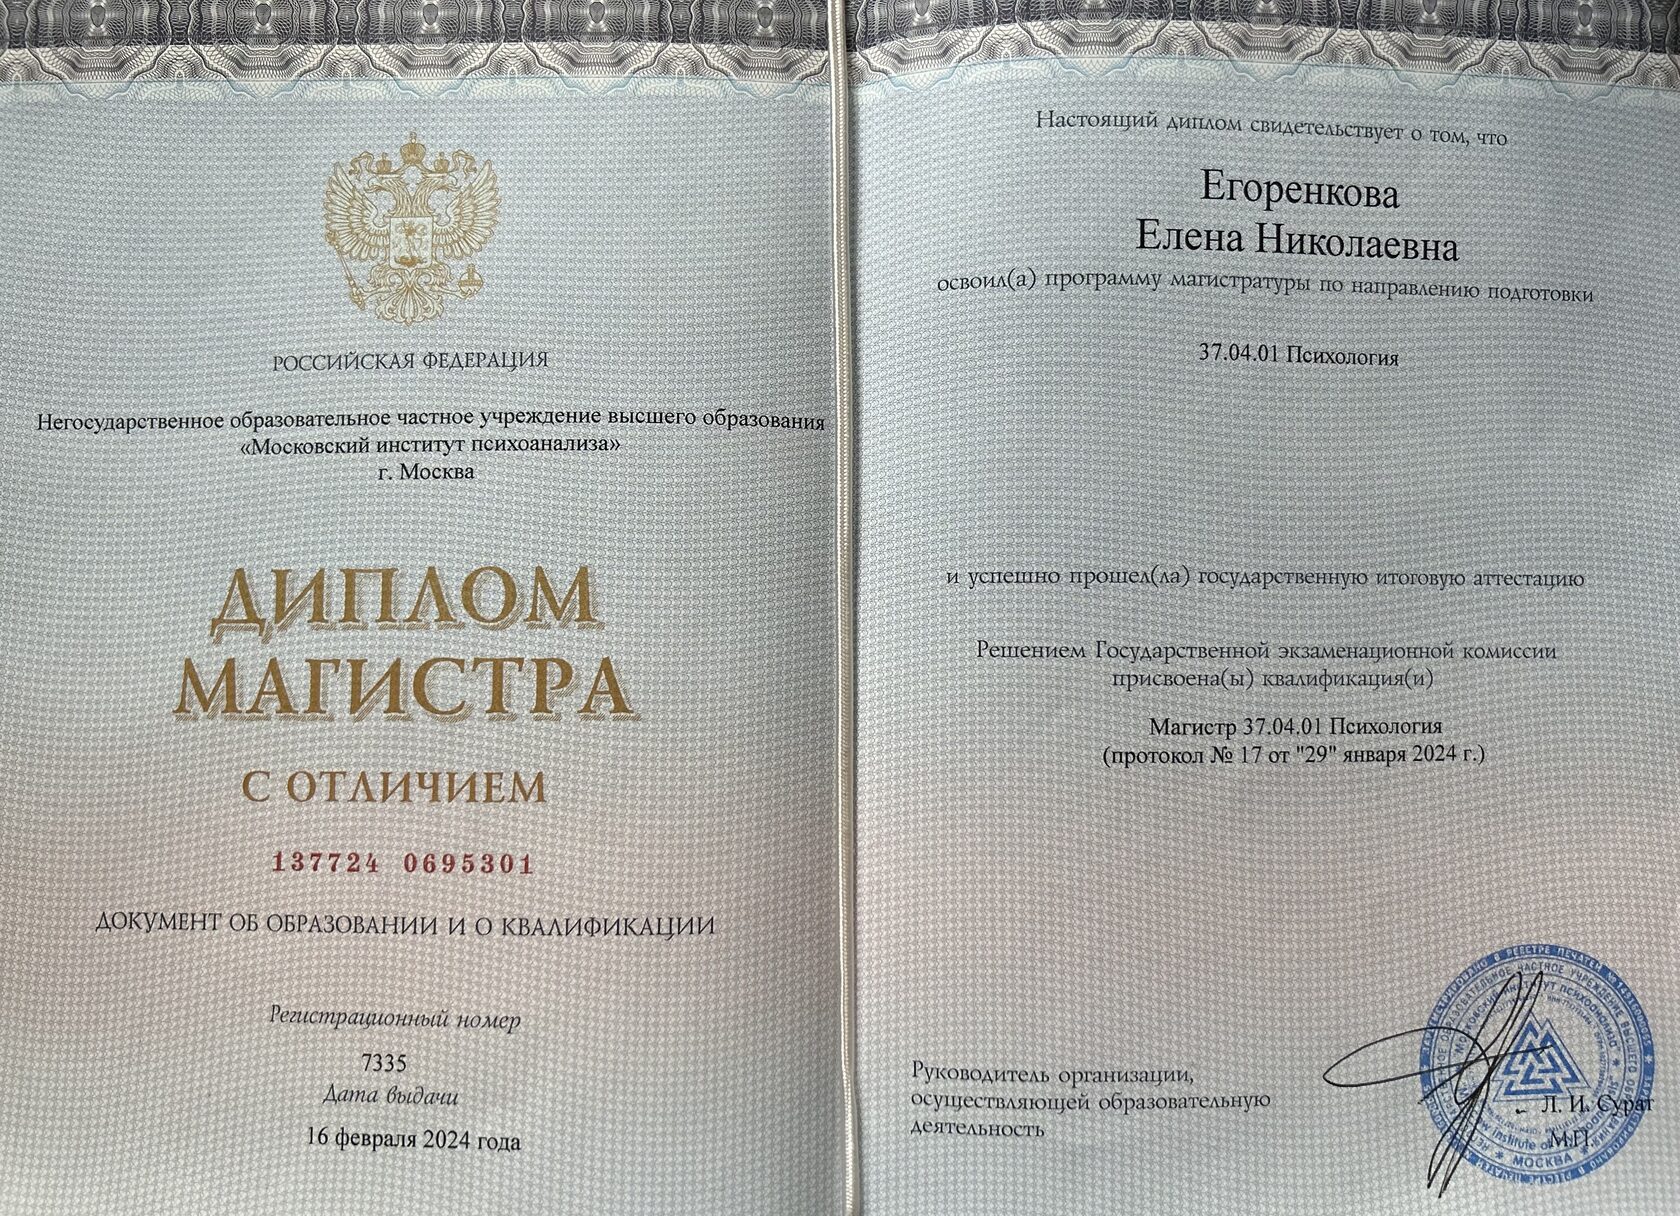 РОССИЙСКАЯ ФЕДЕРАЦИЯ
Негосударственное образовательное частное учреждение высшего образования
«Московский институт психоанализа»
г. Москва
ДИПЛОМ
МАГИСТРА
С ОТЛИЧИЕМ
137724 0695301
ДОКУМЕНТ ОБ ОБРАЗОВАНИИ И О КВАЛИФИКАЦИИ
Регистрационный номер
7335
Дата выдачи
16 февраля 2024 года
Настоящий диплом свидетельствует о том, что
Егоренкова
Елена Николаевна
освоил(а) программу магистратуры по направлению подготовки
37.04.01 Психология
и успешно прошел(ла) государственную итоговую аттестацию
Решением Государственной экзаменационной комиссии
присвоена(ы) квалификация(и)
Магистр 37.04.01 Психология
(протокол № 17 от "29" января 2024 г.)
Руководитель организации,
осуществляющей образовательную
деятельность
Л. И. Сурат
М.П.
МОСКВА